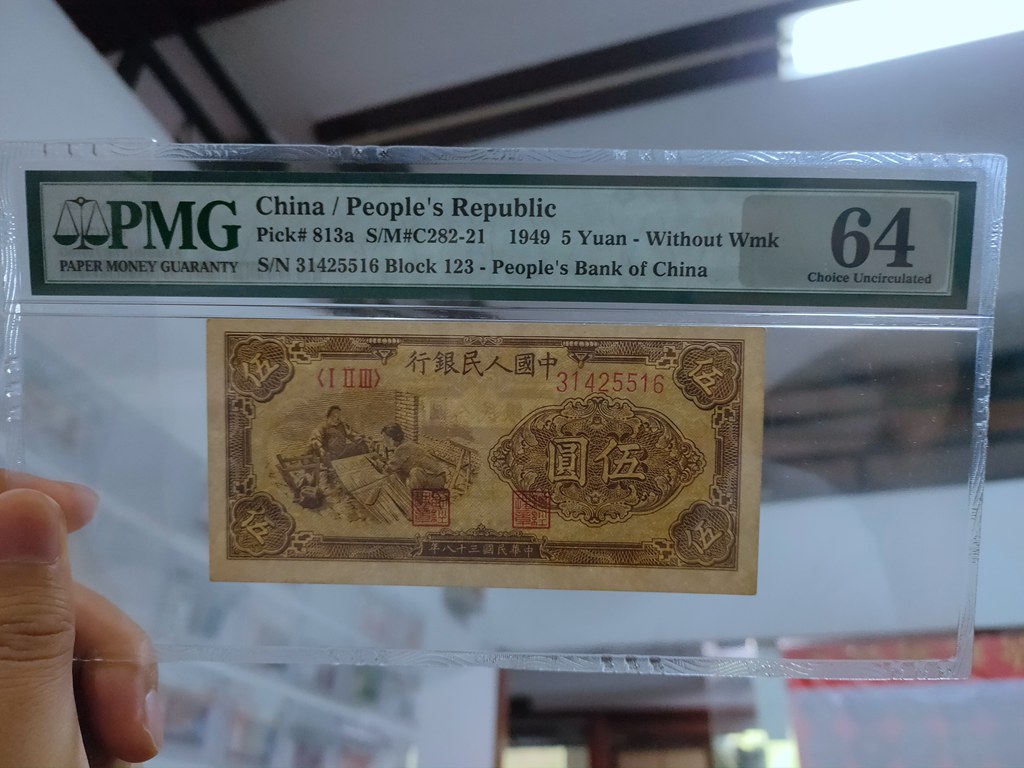 PMG
PAPER MONEY GUARANTY
China / People's Republic
Pick# 813a S/M#C282-21 1949 5 Yuan - Without Wmk
S/N 31425516 Block 123 - People's Bank of China
64
Choice Uncirculated
中國人民銀行
伍
伍
〈I II III〉
31425516
伍圓
伍
伍
中華民國三十八年